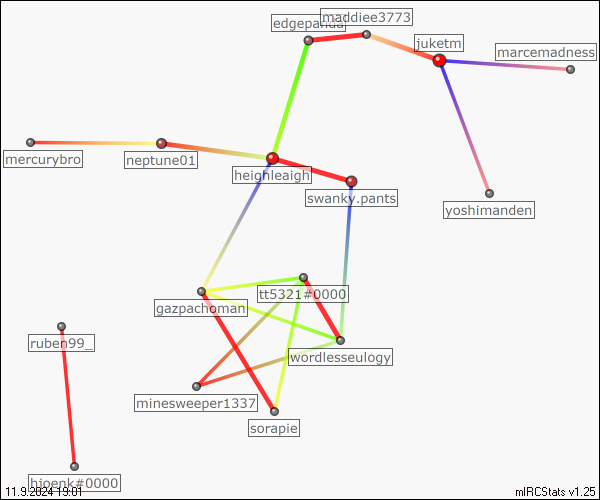 maddiee3773
edgepanda
juketm
marcemadness
mercurybro
neptune01
heighleaigh
swanky.pants
yoshimanden
tt5321#0000
gazpachoman
ruben99_
wordlesseulogy
minesweeper1337
sorapie
hjoenk#0000
11.9.2024 19:01
mIRCStats v1.25